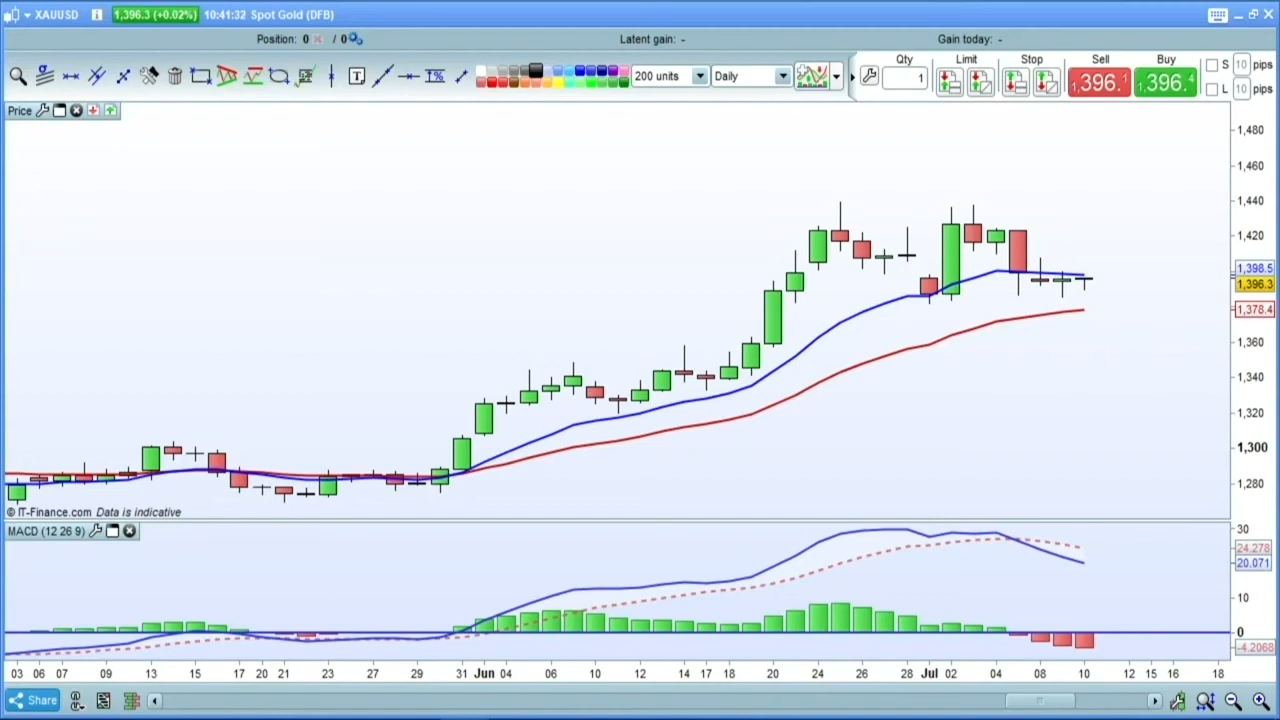 XAUUSD 1,396.3 (+0.02%) 10:41:32 Spot Gold (DFB)
Position: 0 / 0 Latent gain: - Gain today: -
Qty Limit Stop Sell Buy S 10 pips
200 units Daily 1 1,396.1 1,396.4 L 10 pips
Price
1,480
1,460
1,440
1,420
1,398.5
1,396.3
1,378.4
1,360
1,340
1,320
1,300
1,280
© IT-Finance.com Data is indicative
MACD (12 26 9)
30
24.278
20.071
10
0
-4.2068
03 06 07 09 13 15 17 20 21 23 27 29 31 Jun 04 06 10 12 14 17 18 20 24 26 28 Jul 02 04 08 10 12 15 16 18
Share